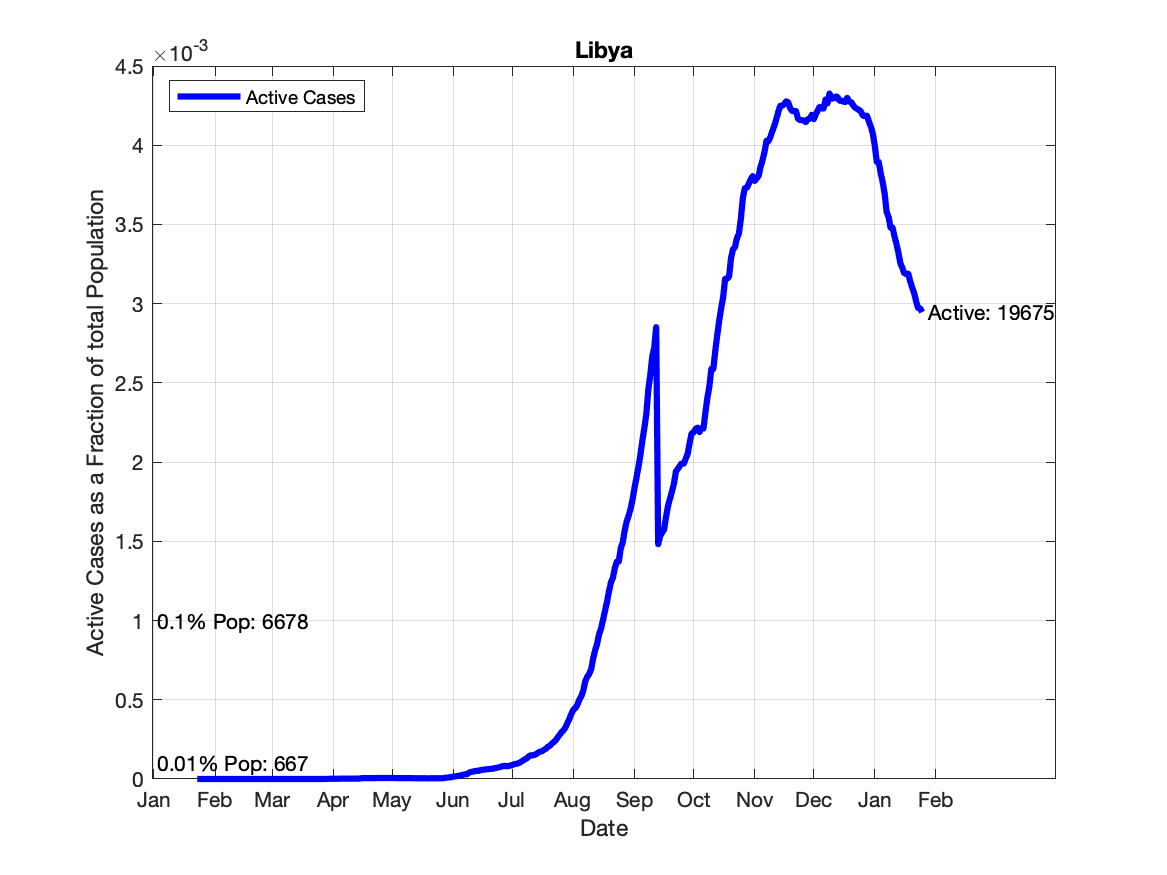 Libya
×10-3
Active Cases
4.5
4
3.5
3
2.5
2
1.5
1
0.5
0
Active Cases as a Fraction of total Population
Active: 19675
0.1% Pop: 6678
0.01% Pop: 667
Jan Feb Mar Apr May Jun Jul Aug Sep Oct Nov Dec Jan Feb
Date